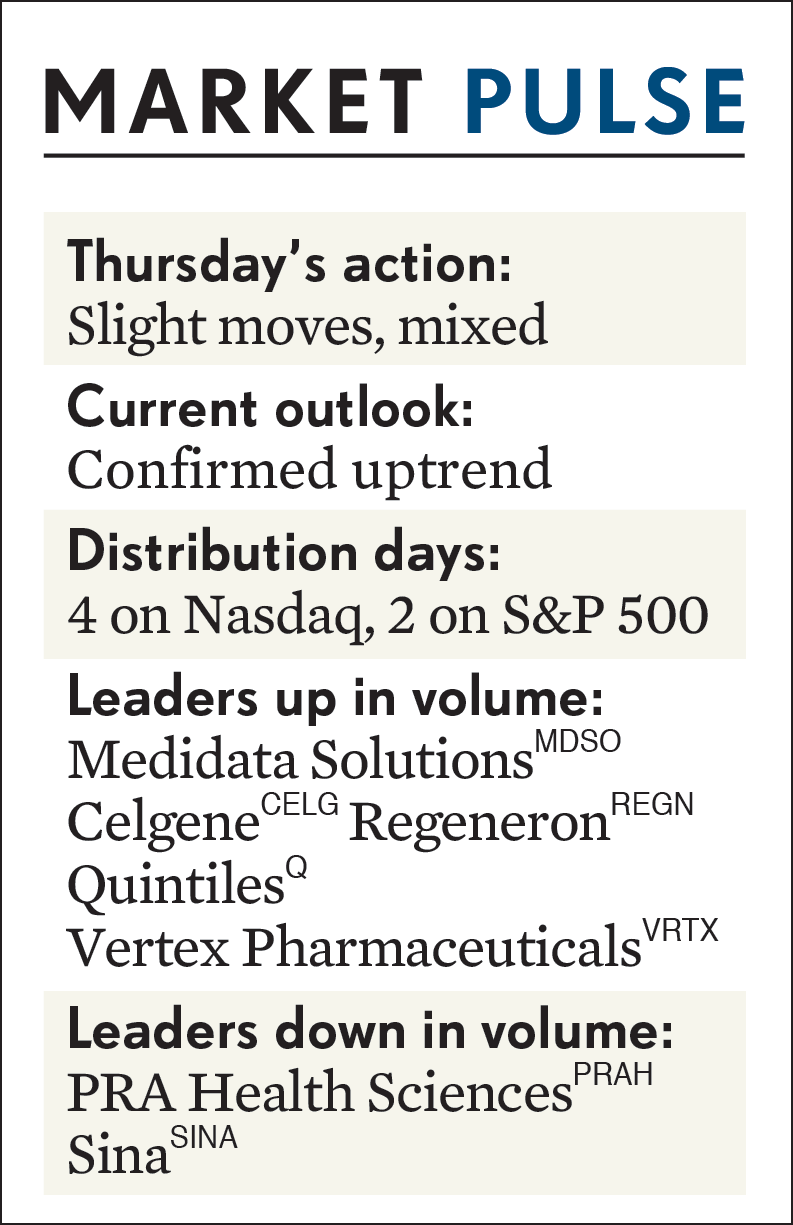 MARKET PULSE
Thursday’s action:
Slight moves, mixed
Current outlook:
Confirmed uptrend
Distribution days:
4 on Nasdaq, 2 on S&P 500
Leaders up in volume:
Medidata Solutions MDSO
Celgene CELG Regeneron REGN
Quintiles Q
Vertex Pharmaceuticals VRTX
Leaders down in volume:
PRA Health Sciences PRAH
Sina SINA